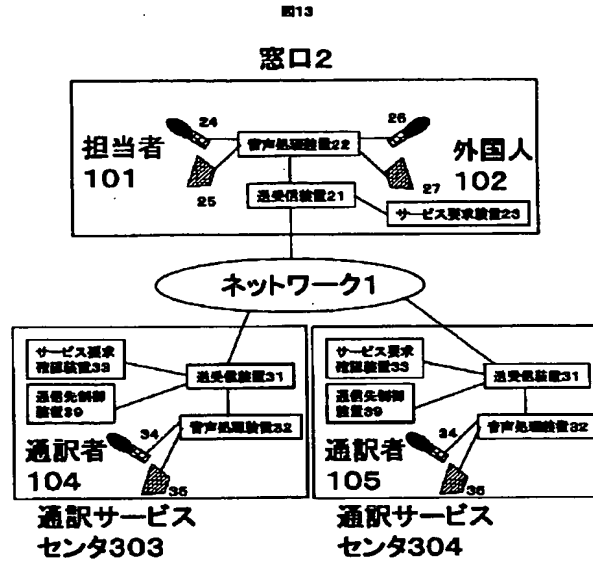 図13
窓口2
24
26
担当者
101
音声処理装置22
外国人
102
25
27
送受信装置21
サービス要求装置23
ネットワーク1
サービス要求
確認装置33
送受信装置31
通信先制御
装置39
音声処理装置32
34
通訳者
104
35
サービス要求
確認装置33
送受信装置31
通信先制御
装置39
音声処理装置32
34
通訳者
105
35
通訳サービス
センタ303
通訳サービス
センタ304